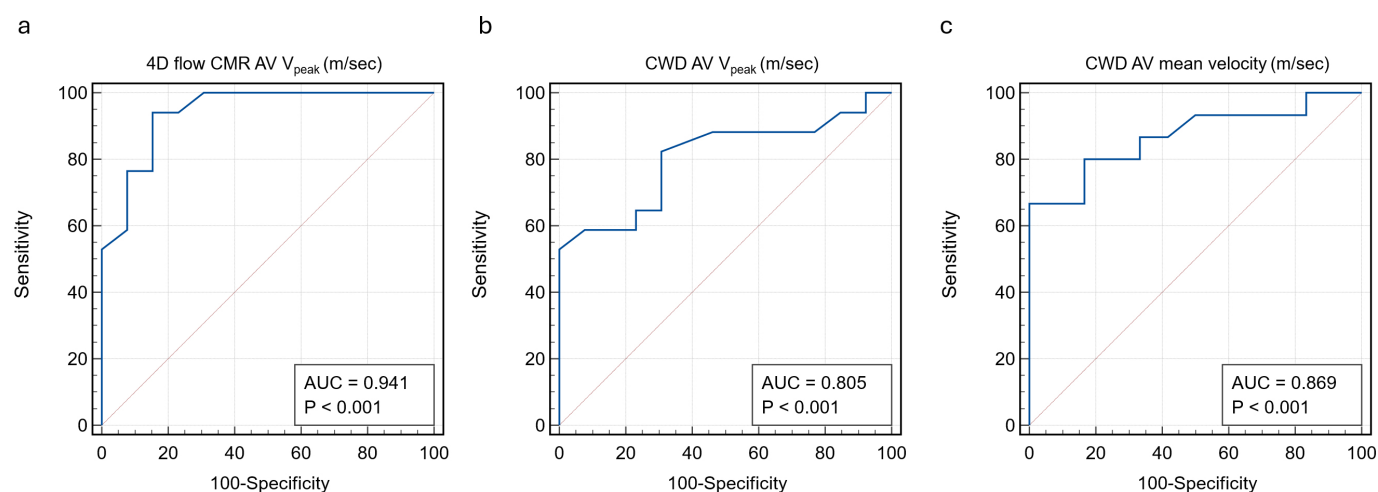 a
4D flow CMR AV Vpeak (m/sec)
100
80
60
40
20
0
Sensitivity
AUC = 0.941
P < 0.001
0 20 40 60 80 100
100-Specificity
b
CWD AV Vpeak (m/sec)
100
80
60
40
20
0
Sensitivity
AUC = 0.805
P < 0.001
0 20 40 60 80 100
100-Specificity
c
CWD AV mean velocity (m/sec)
100
80
60
40
20
0
Sensitivity
AUC = 0.869
P < 0.001
0 20 40 60 80 100
100-Specificity